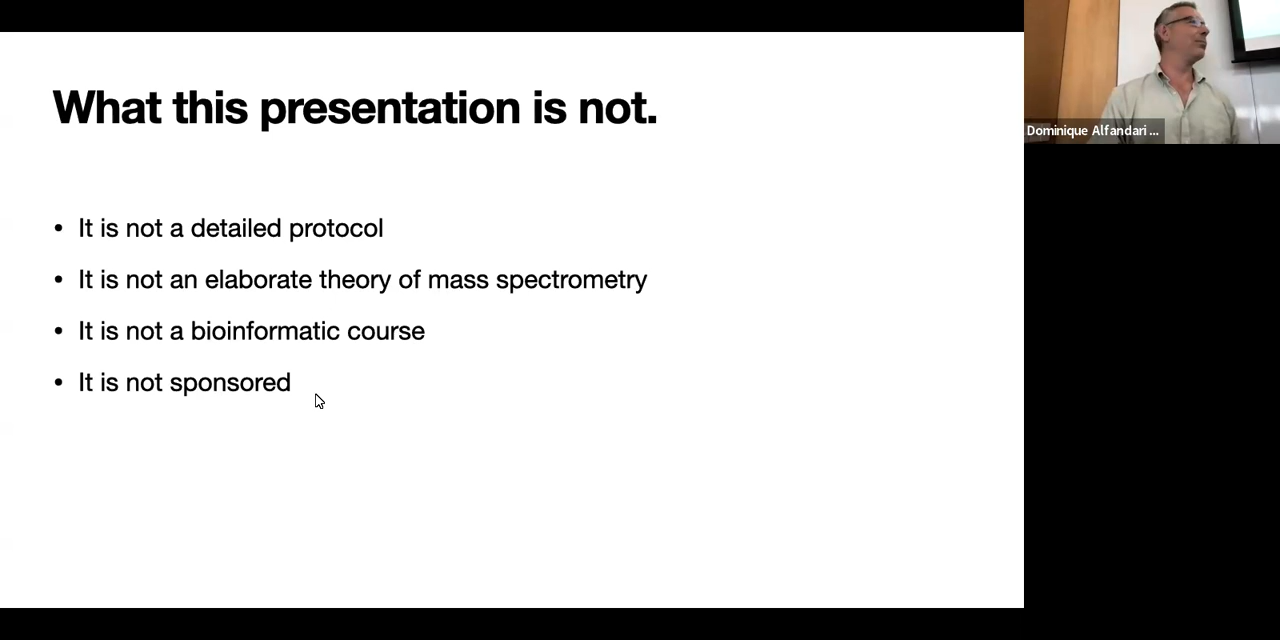 What this presentation is not.
• It is not a detailed protocol
• It is not an elaborate theory of mass spectrometry
• It is not a bioinformatic course
• It is not sponsored
Dominique Alfandari ...